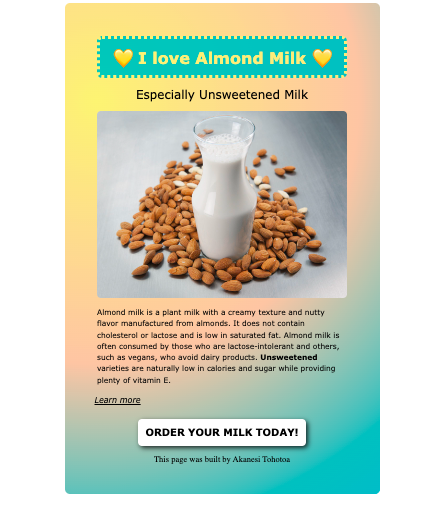 💛 I love Almond Milk 💛
Especially Unsweetened Milk
Almond milk is a plant milk with a creamy texture and nutty
flavor manufactured from almonds. It does not contain
cholesterol or lactose and is low in saturated fat. Almond milk is
often consumed by those who are lactose-intolerant and others,
such as vegans, who avoid dairy products. Unsweetened
varieties are naturally low in calories and sugar while providing
plenty of vitamin E.
Learn more
ORDER YOUR MILK TODAY!
This page was built by Akanesi Tohotoa